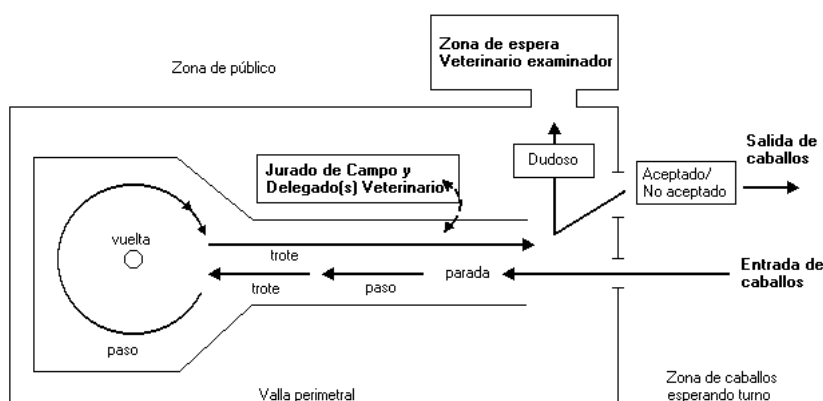 Zona de espera
Veterinario examinador
Zona de público
Jurado de Campo y
Delegado(s) Veterinario
Dudoso
Salida de
caballos
Aceptado/
No aceptado
vuelta
trote
trote
paso
parada
Entrada de
caballos
paso
Valla perimetral
Zona de caballos
esperando turno